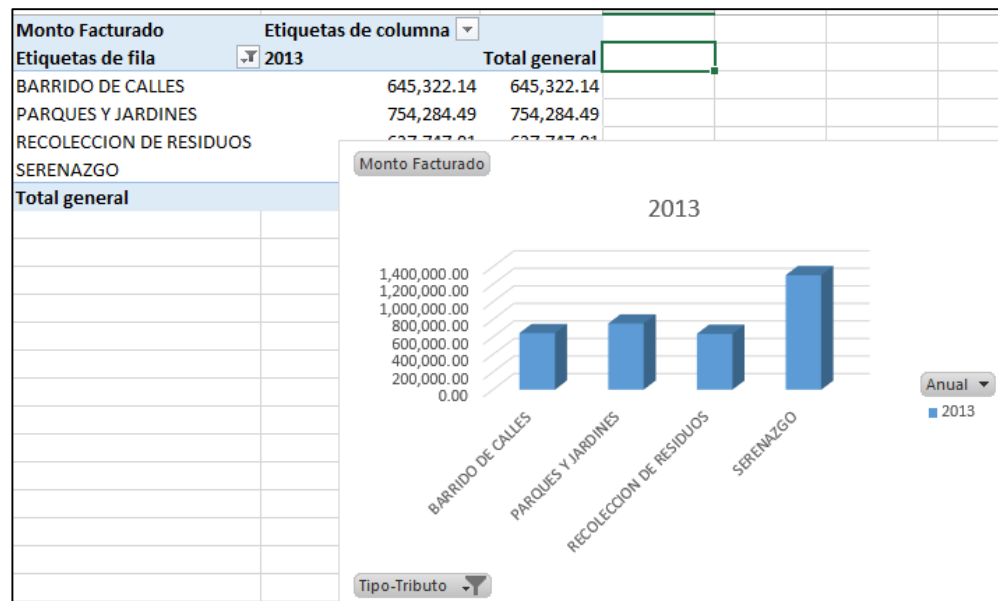 Monto Facturado Etiquetas de columna
Etiquetas de fila 2013 Total general
BARRIDO DE CALLES 645,322.14 645,322.14
PARQUES Y JARDINES 754,284.49 754,284.49
RECOLECCION DE RESIDUOS
SERENAZGO
Total general
Monto Facturado
2013
1,400,000.00
1,200,000.00
1,000,000.00
800,000.00
600,000.00
400,000.00
200,000.00
0.00
BARRIDO DE CALLES
PARQUES Y JARDINES
RECOLECCION DE RESIDUOS
SERENAZGO
Anual
2013
Tipo-Tributo